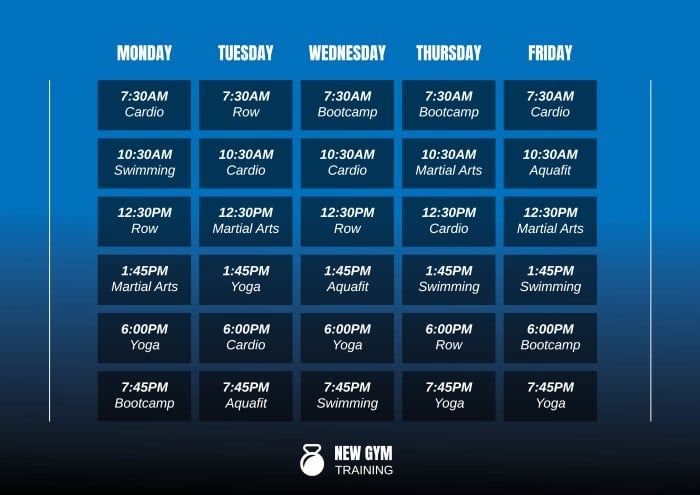 MONDAY TUESDAY WEDNESDAY THURSDAY FRIDAY
7:30AM 7:30AM 7:30AM 7:30AM 7:30AM
Cardio Row Bootcamp Bootcamp Cardio
10:30AM 10:30AM 10:30AM 10:30AM 10:30AM
Swimming Cardio Cardio Martial Arts Aquafit
12:30PM 12:30PM 12:30PM 12:30PM 12:30PM
Row Martial Arts Row Cardio Martial Arts
1:45PM 1:45PM 1:45PM 1:45PM 1:45PM
Martial Arts Yoga Aquafit Swimming Swimming
6:00PM 6:00PM 6:00PM 6:00PM 6:00PM
Yoga Cardio Yoga Row Bootcamp
7:45PM 7:45PM 7:45PM 7:45PM 7:45PM
Bootcamp Aquafit Swimming Yoga Yoga
NEW GYM
TRAINING